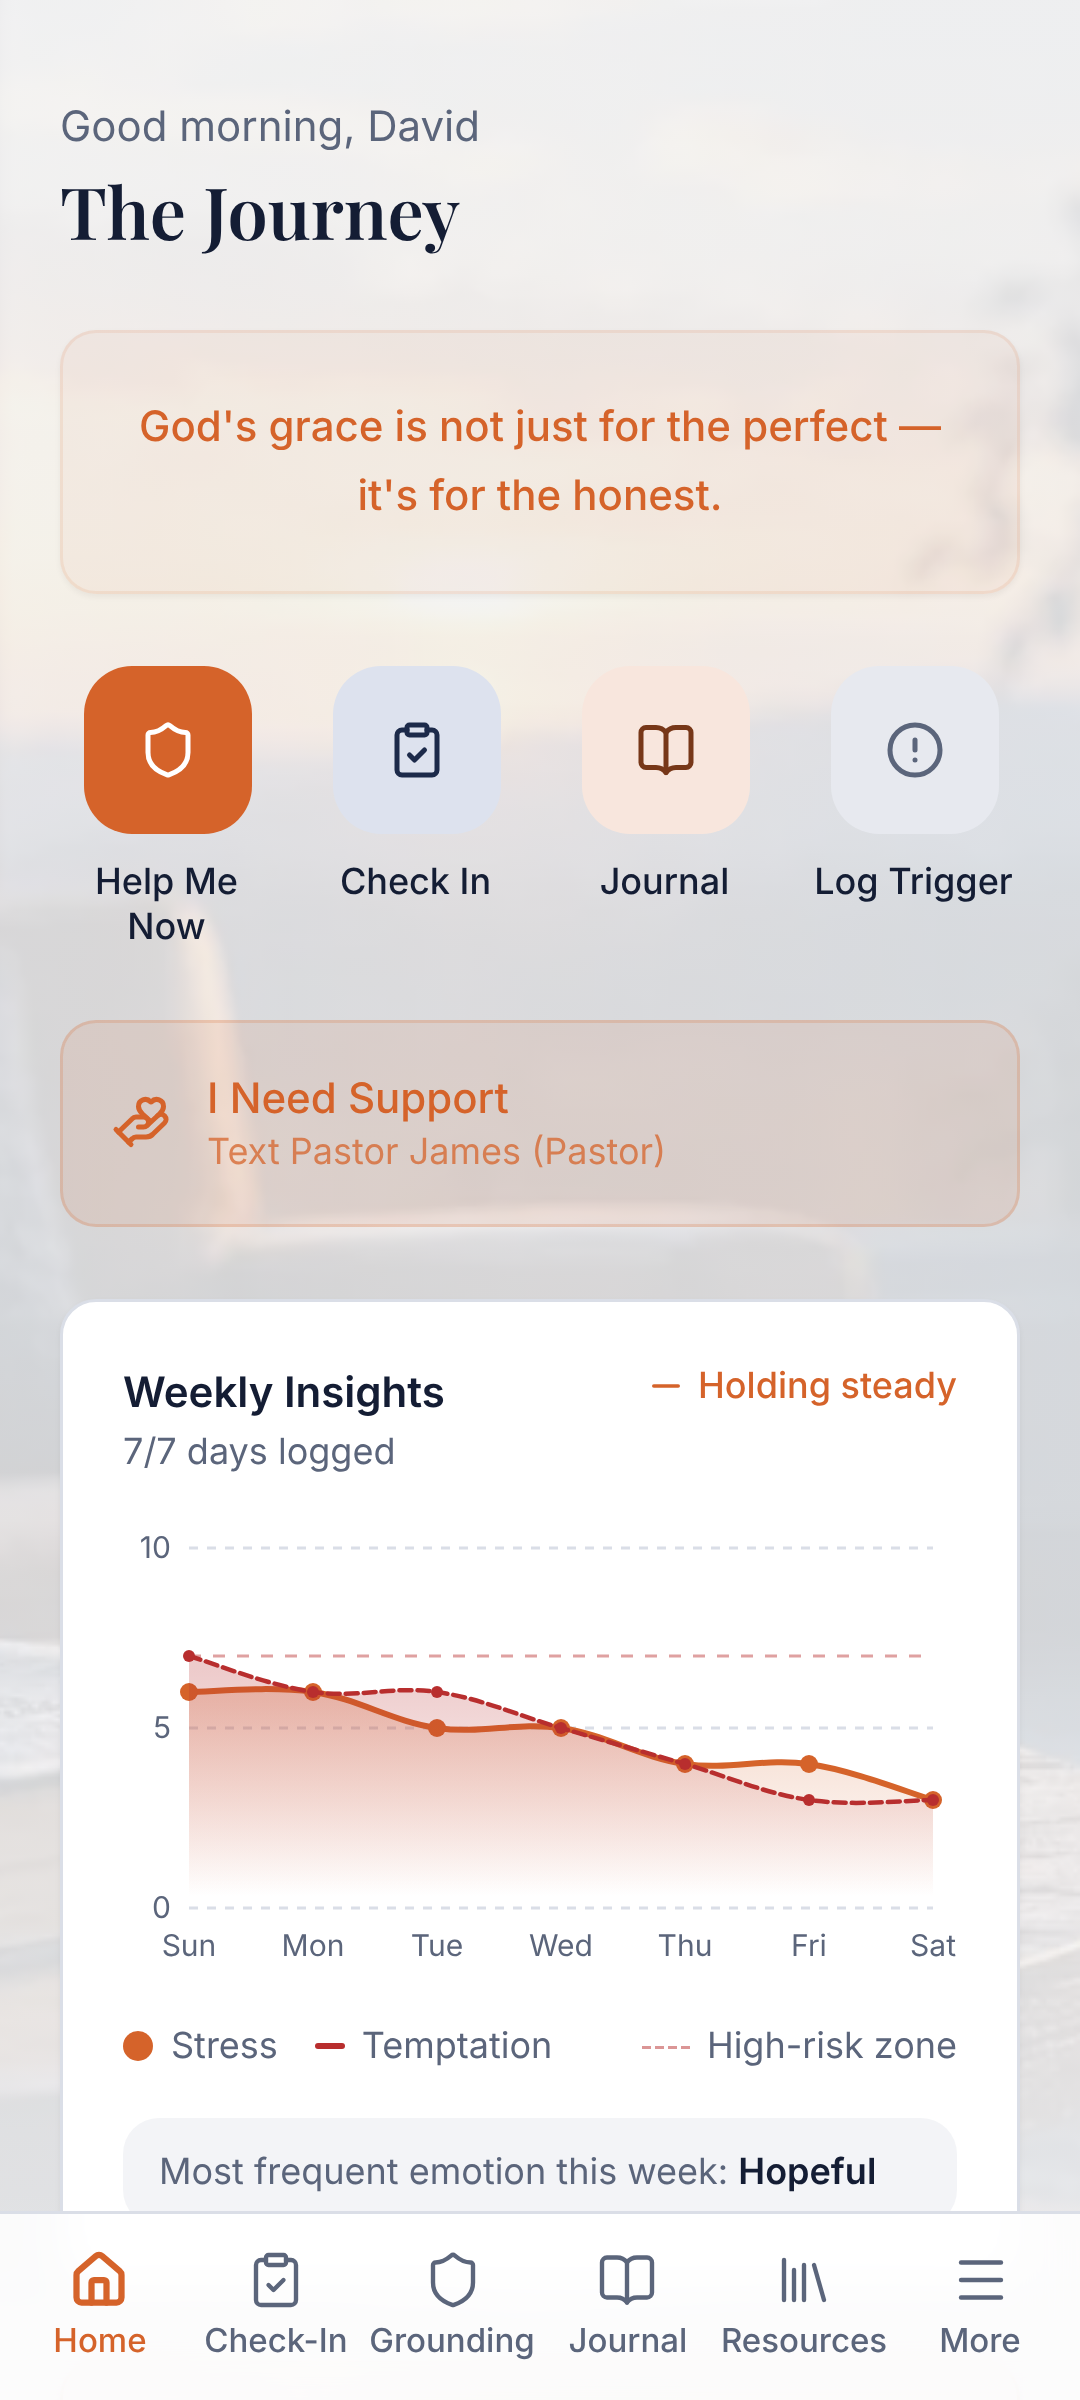 Good morning, David
The Journey
God's grace is not just for the perfect —
it's for the honest.
Help Me
Now
Check In
Journal
Log Trigger
I Need Support
Text Pastor James (Pastor)
Weekly Insights
— Holding steady
7/7 days logged
10
5
0
Sun Mon Tue Wed Thu Fri Sat
Stress Temptation High-risk zone
Most frequent emotion this week: Hopeful
Home Check-In Grounding Journal Resources More